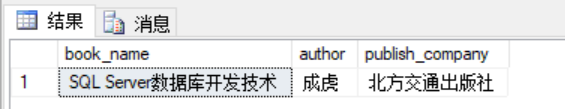 结果 消息
book_name author publish_company
1 SQL Server数据库开发技术 成虎 北方交通出版社